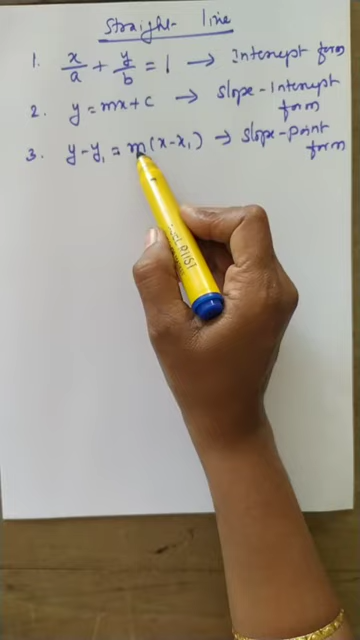 Straight- line
1. x/a + y/b = 1 → Intercept form
2. y = mx + c → Slope-Intercept form
3. y - y₁ = m(x - x₁) → Slope-point form